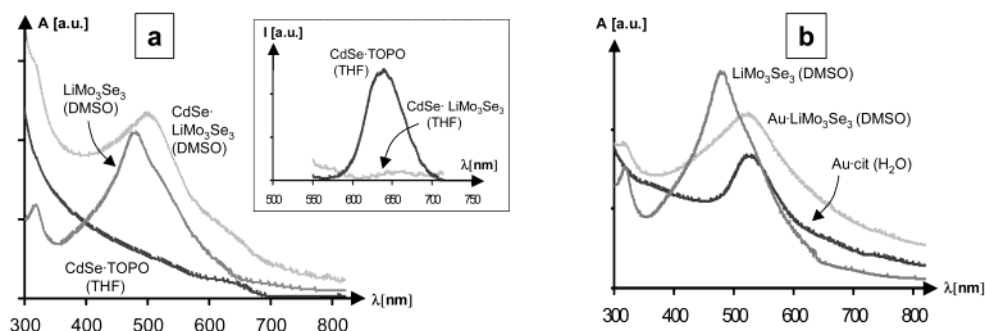 A [a.u.]
a
LiMo₃Se₃
(DMSO)
CdSe·
LiMo₃Se₃
(DMSO)
CdSe·TOPO
(THF)
λ[nm]
300 400 500 600 700 800
I [a.u.]
CdSe·TOPO
(THF)
CdSe· LiMo₃Se₃
(THF)
λ[nm]
500 550 600 650 700 750
A [a.u.]
b
LiMo₃Se₃ (DMSO)
Au·LiMo₃Se₃ (DMSO)
Au·cit (H₂O)
λ[nm]
300 400 500 600 700 800